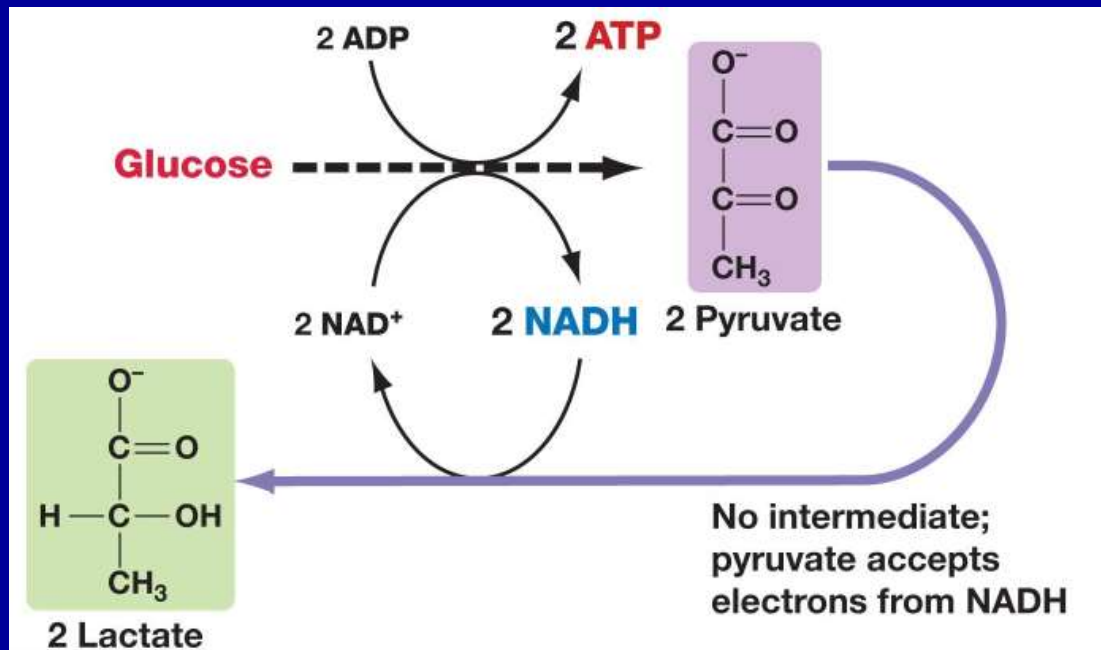 2 ADP
2 ATP
Glucose
O⁻
C=O
C=O
CH₃
2 Pyruvate
2 NAD⁺
2 NADH
O⁻
C=O
H—C—OH
CH₃
2 Lactate
No intermediate;
pyruvate accepts
electrons from NADH